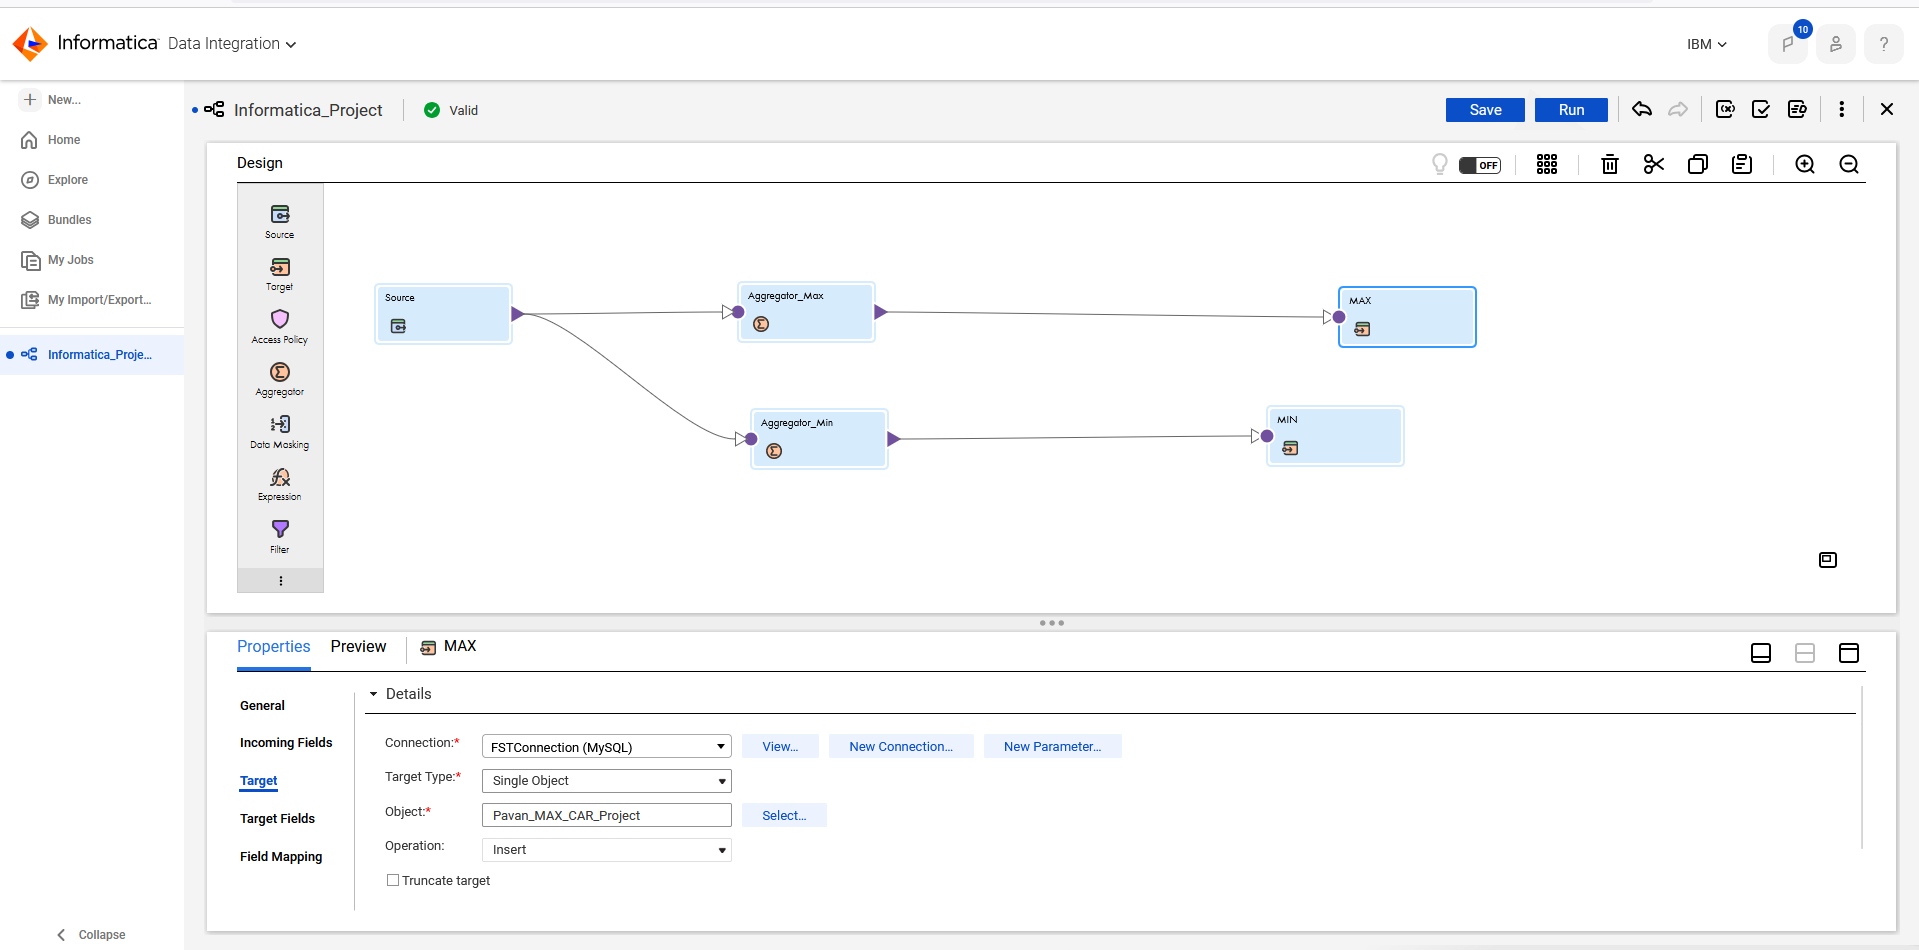 Informatica Data Integration
IBM
10
?
New...
Home
Explore
Bundles
My Jobs
My Import/Export...
Informatica_Proje...
Collapse
Informatica_Project
Valid
Save
Run
Design
OFF
Source
Target
Access Policy
Aggregator
Data Masking
Expression
Filter
Source
Aggregator_Max
MAX
Aggregator_Min
MIN
Properties
Preview
MAX
General
Incoming Fields
Target
Target Fields
Field Mapping
Details
Connection:* FSTConnection (MySQL) View... New Connection... New Parameter...
Target Type:* Single Object
Object:* Pavan_MAX_CAR_Project Select...
Operation: Insert
Truncate target